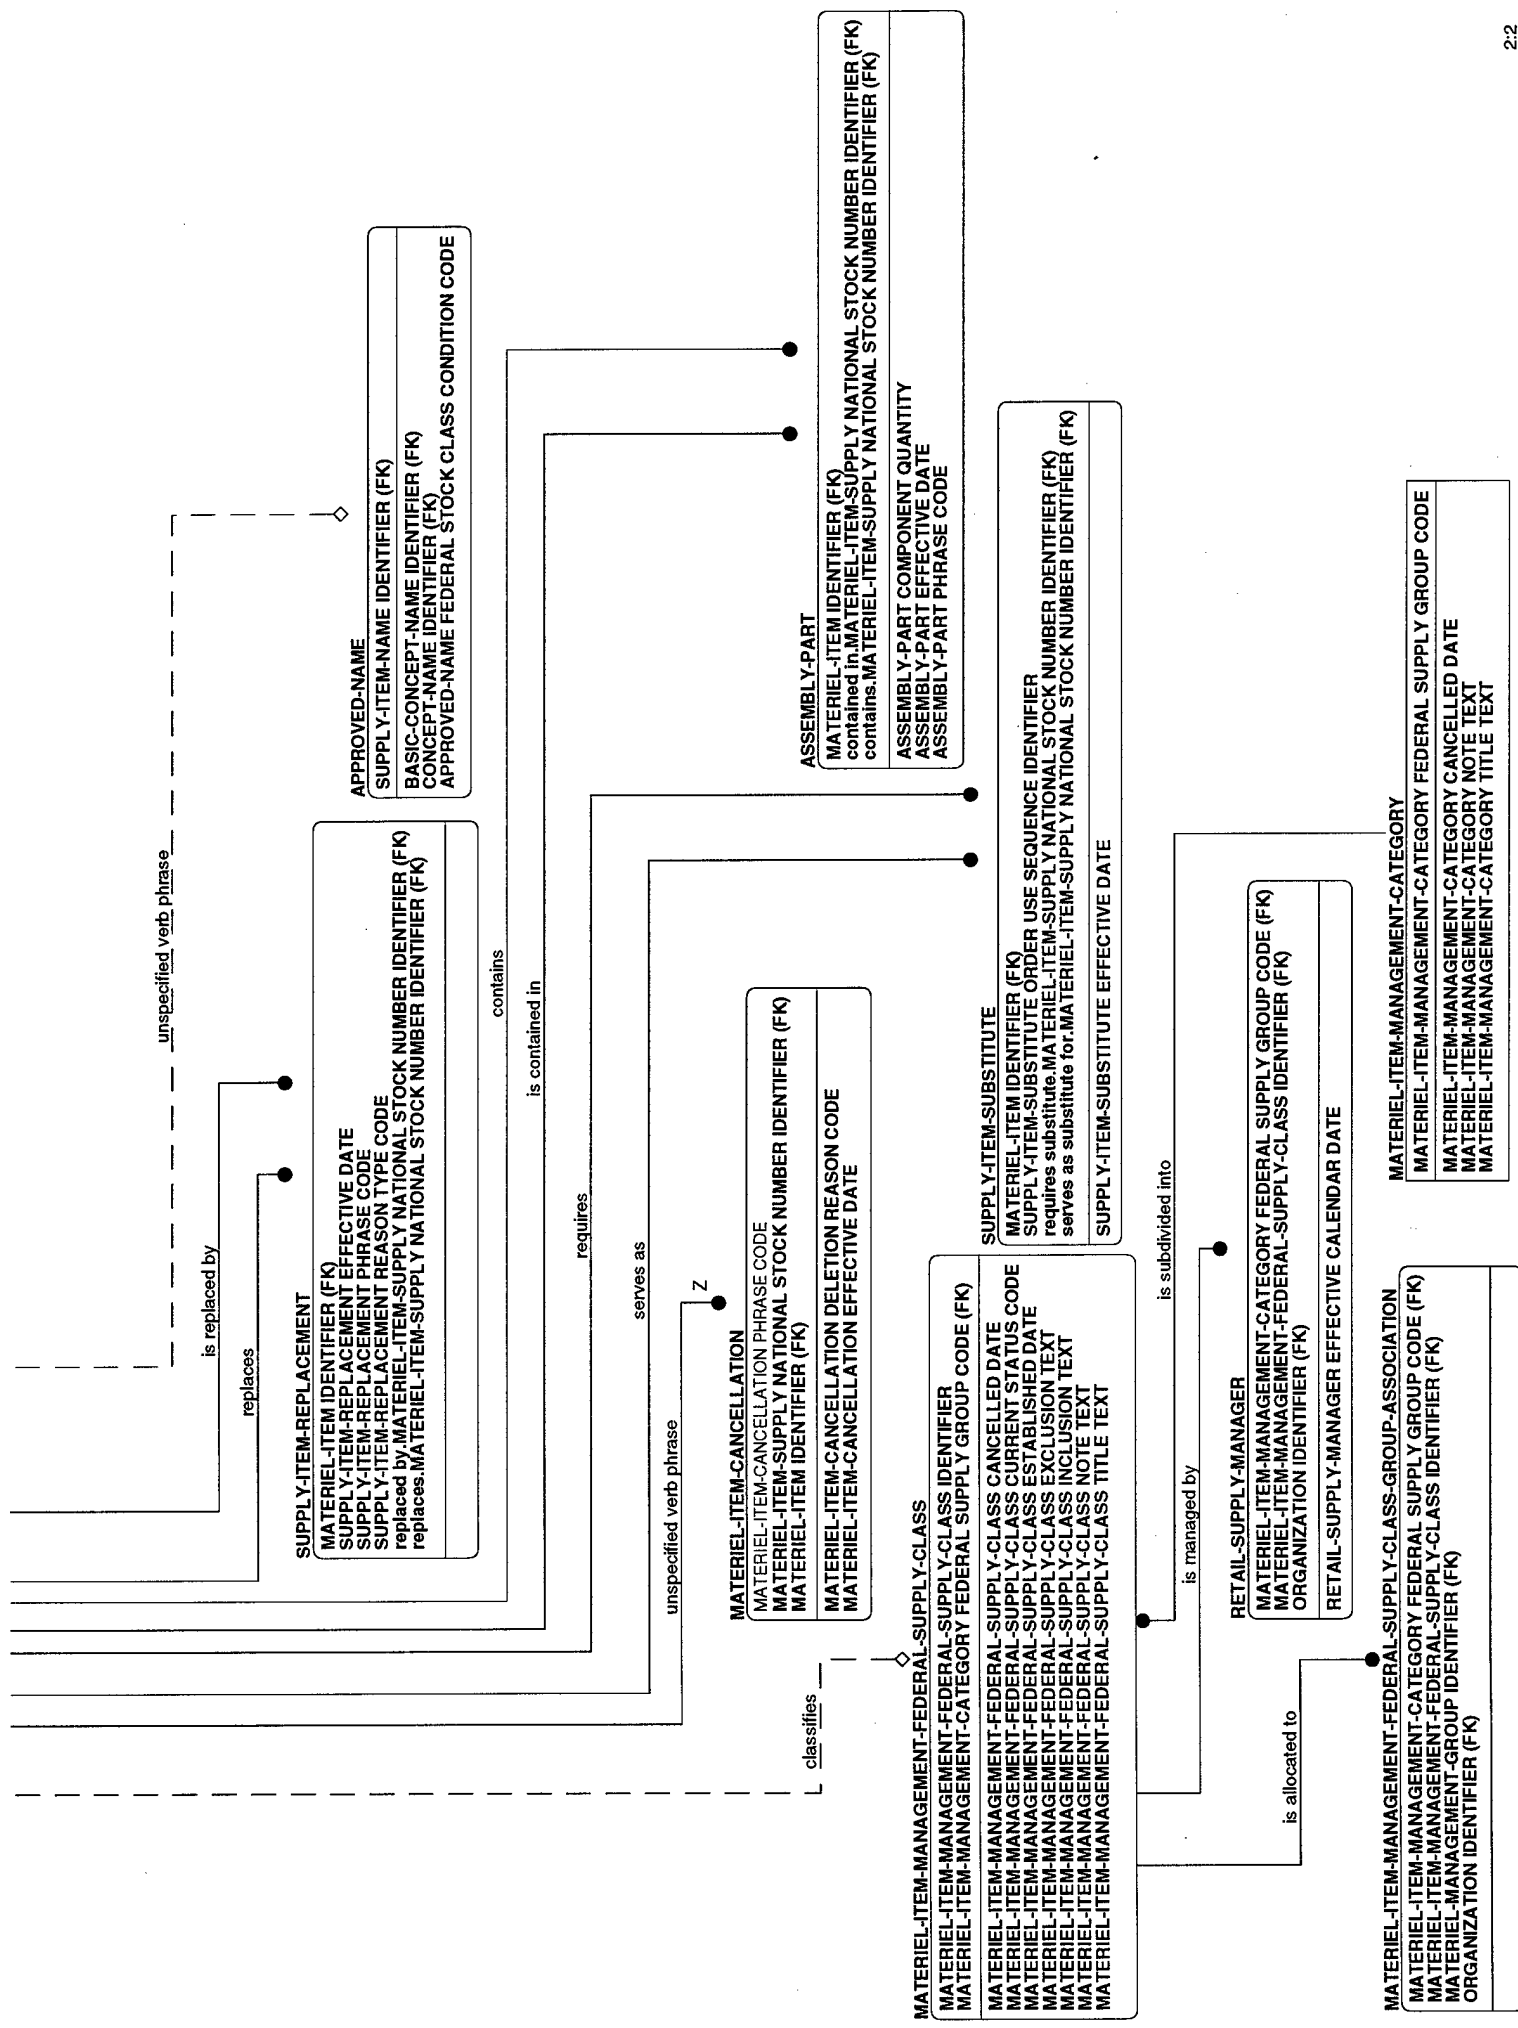 unspecified verb phrase
is replaced by
replaces
SUPPLY-ITEM-REPLACEMENT
MATERIEL-ITEM IDENTIFIER (FK)
SUPPLY-ITEM-REPLACEMENT EFFECTIVE DATE
SUPPLY-ITEM-REPLACEMENT PHRASE CODE
SUPPLY-ITEM-REPLACEMENT REASON TYPE CODE
replaced by.MATERIEL-ITEM-SUPPLY NATIONAL STOCK NUMBER IDENTIFIER (FK)
replaces.MATERIEL-ITEM-SUPPLY NATIONAL STOCK NUMBER IDENTIFIER (FK)
APPROVED-NAME
SUPPLY-ITEM-NAME IDENTIFIER (FK)
BASIC-CONCEPT-NAME IDENTIFIER (FK)
CONCEPT-NAME IDENTIFIER (FK)
APPROVED-NAME FEDERAL STOCK CLASS CONDITION CODE
contains
is contained in
requires
serves as
unspecified verb phrase
Z
MATERIEL-ITEM-CANCELLATION
MATERIEL-ITEM-CANCELLATION PHRASE CODE
MATERIEL-ITEM-SUPPLY NATIONAL STOCK NUMBER IDENTIFIER (FK)
MATERIEL-ITEM IDENTIFIER (FK)
MATERIEL-ITEM-CANCELLATION DELETION REASON CODE
MATERIEL-ITEM-CANCELLATION EFFECTIVE DATE
ASSEMBLY-PART
MATERIEL-ITEM IDENTIFIER (FK)
contained in.MATERIEL-ITEM-SUPPLY NATIONAL STOCK NUMBER IDENTIFIER (FK)
contains.MATERIEL-ITEM-SUPPLY NATIONAL STOCK NUMBER IDENTIFIER (FK)
ASSEMBLY-PART COMPONENT QUANTITY
ASSEMBLY-PART EFFECTIVE DATE
ASSEMBLY-PART PHRASE CODE
classifies
MATERIEL-ITEM-MANAGEMENT-FEDERAL-SUPPLY-CLASS
MATERIEL-ITEM-MANAGEMENT-FEDERAL-SUPPLY-CLASS IDENTIFIER
MATERIEL-ITEM-MANAGEMENT-CATEGORY FEDERAL SUPPLY GROUP CODE (FK)
MATERIEL-ITEM-MANAGEMENT-FEDERAL-SUPPLY-CLASS CANCELLED DATE
MATERIEL-ITEM-MANAGEMENT-FEDERAL-SUPPLY-CLASS CURRENT STATUS CODE
MATERIEL-ITEM-MANAGEMENT-FEDERAL-SUPPLY-CLASS ESTABLISHED DATE
MATERIEL-ITEM-MANAGEMENT-FEDERAL-SUPPLY-CLASS EXCLUSION TEXT
MATERIEL-ITEM-MANAGEMENT-FEDERAL-SUPPLY-CLASS INCLUSION TEXT
MATERIEL-ITEM-MANAGEMENT-FEDERAL-SUPPLY-CLASS NOTE TEXT
MATERIEL-ITEM-MANAGEMENT-FEDERAL-SUPPLY-CLASS TITLE TEXT
SUPPLY-ITEM-SUBSTITUTE
MATERIEL-ITEM IDENTIFIER (FK)
SUPPLY-ITEM-SUBSTITUTE ORDER USE SEQUENCE IDENTIFIER
requires substitute.MATERIEL-ITEM-SUPPLY NATIONAL STOCK NUMBER IDENTIFIER (FK)
serves as substitute for.MATERIEL-ITEM-SUPPLY NATIONAL STOCK NUMBER IDENTIFIER (FK)
SUPPLY-ITEM-SUBSTITUTE EFFECTIVE DATE
is subdivided into
is managed by
RETAIL-SUPPLY-MANAGER
MATERIEL-ITEM-MANAGEMENT-CATEGORY FEDERAL SUPPLY GROUP CODE (FK)
MATERIEL-ITEM-MANAGEMENT-FEDERAL-SUPPLY-CLASS IDENTIFIER (FK)
ORGANIZATION IDENTIFIER (FK)
RETAIL-SUPPLY-MANAGER EFFECTIVE CALENDAR DATE
is allocated to
MATERIEL-ITEM-MANAGEMENT-FEDERAL-SUPPLY-CLASS-GROUP-ASSOCIATION
MATERIEL-ITEM-MANAGEMENT-CATEGORY FEDERAL SUPPLY GROUP CODE (FK)
MATERIEL-ITEM-MANAGEMENT-FEDERAL-SUPPLY-CLASS IDENTIFIER (FK)
MATERIEL-MANAGEMENT-GROUP IDENTIFIER (FK)
ORGANIZATION IDENTIFIER (FK)
MATERIEL-ITEM-MANAGEMENT-CATEGORY
MATERIEL-ITEM-MANAGEMENT-CATEGORY FEDERAL SUPPLY GROUP CODE
MATERIEL-ITEM-MANAGEMENT-CATEGORY CANCELLED DATE
MATERIEL-ITEM-MANAGEMENT-CATEGORY NOTE TEXT
MATERIEL-ITEM-MANAGEMENT-CATEGORY TITLE TEXT
2:2